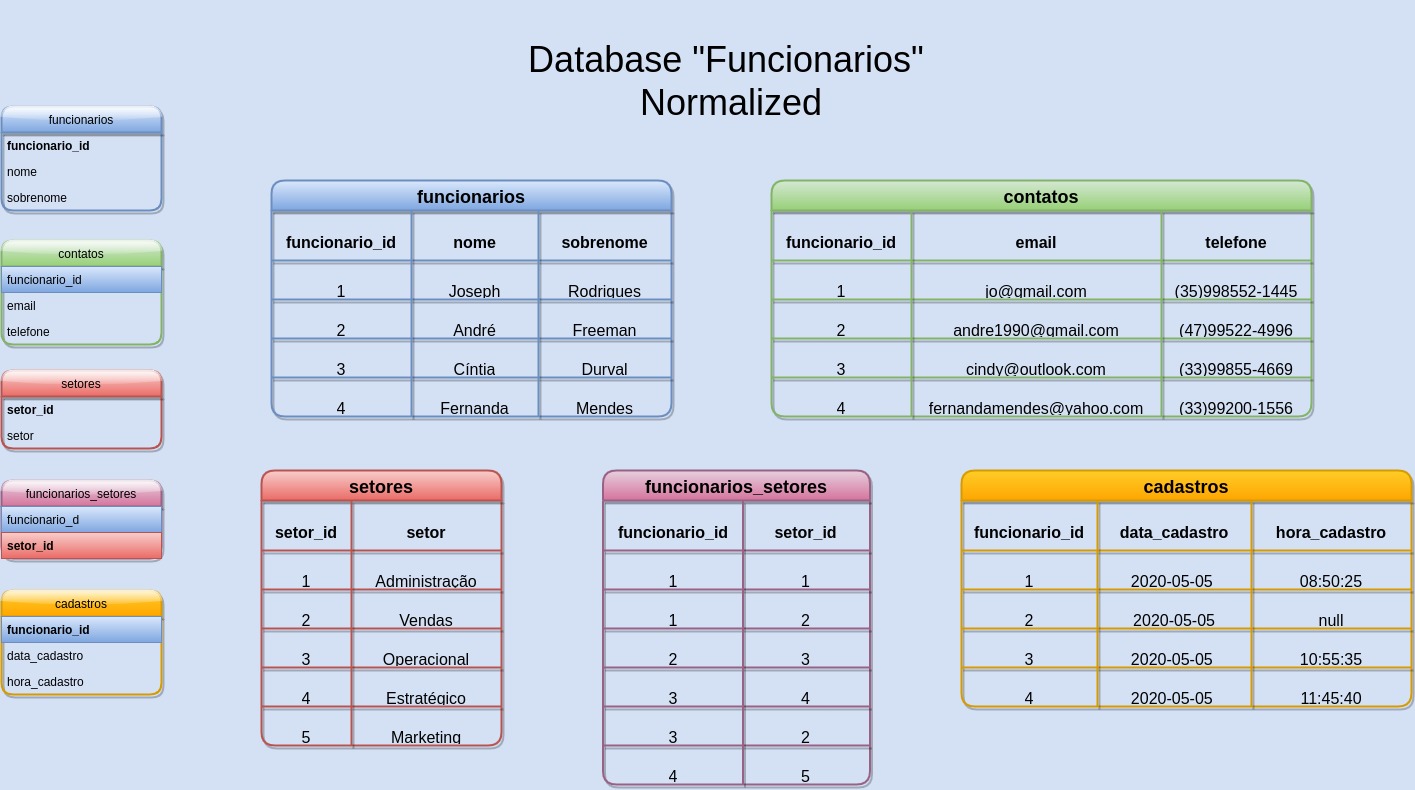 Database "Funcionarios"
Normalized
funcionarios
funcionario_id
nome
sobrenome
contatos
funcionario_id
email
telefone
setores
setor_id
setor
funcionarios_setores
funcionario_d
setor_id
cadastros
funcionario_id
data_cadastro
hora_cadastro
funcionarios
funcionario_id nome sobrenome
1 Joseph Rodrigues
2 André Freeman
3 Cíntia Durval
4 Fernanda Mendes
contatos
funcionario_id email telefone
1 jo@gmail.com (35)998552-1445
2 andre1990@gmail.com (47)99522-4996
3 cindy@outlook.com (33)99855-4669
4 fernandamendes@yahoo.com (33)99200-1556
setores
setor_id setor
1 Administração
2 Vendas
3 Operacional
4 Estratégico
5 Marketing
funcionarios_setores
funcionario_id setor_id
1 1
1 2
2 3
3 4
3 2
4 5
cadastros
funcionario_id data_cadastro hora_cadastro
1 2020-05-05 08:50:25
2 2020-05-05 null
3 2020-05-05 10:55:35
4 2020-05-05 11:45:40